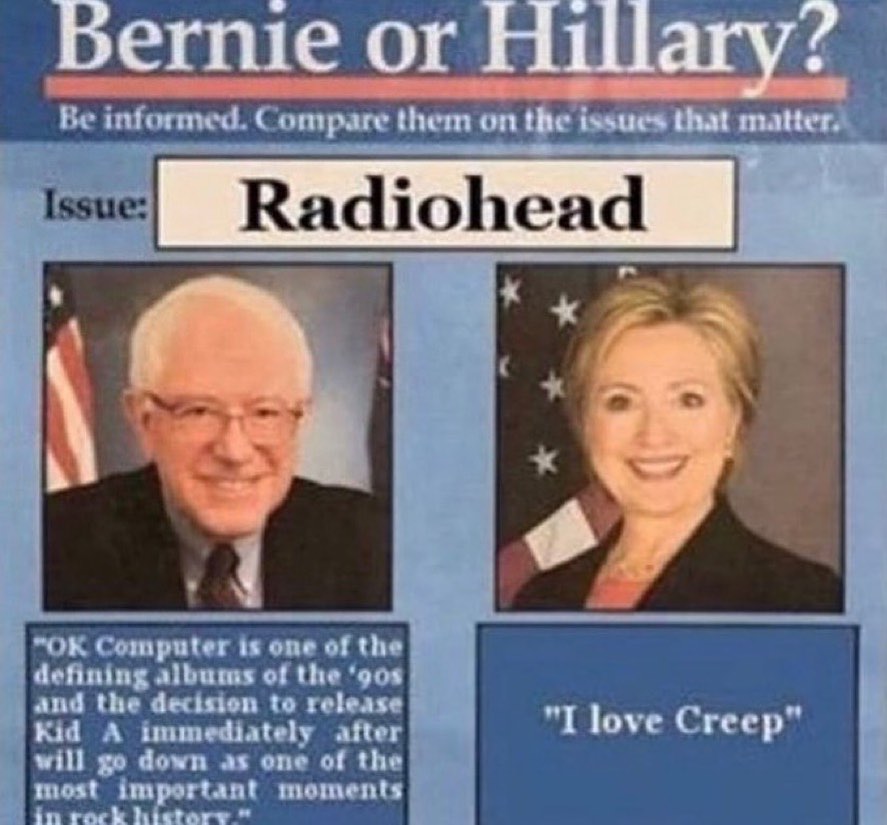 Bernie or Hillary?
Be informed. Compare them on the issues that matter.
Issue: Radiohead
"OK Computer is one of the
defining albums of the '90s
and the decision to release
Kid A immediately after
will go down as one of the
most important moments
in rock history."
"I love Creep"